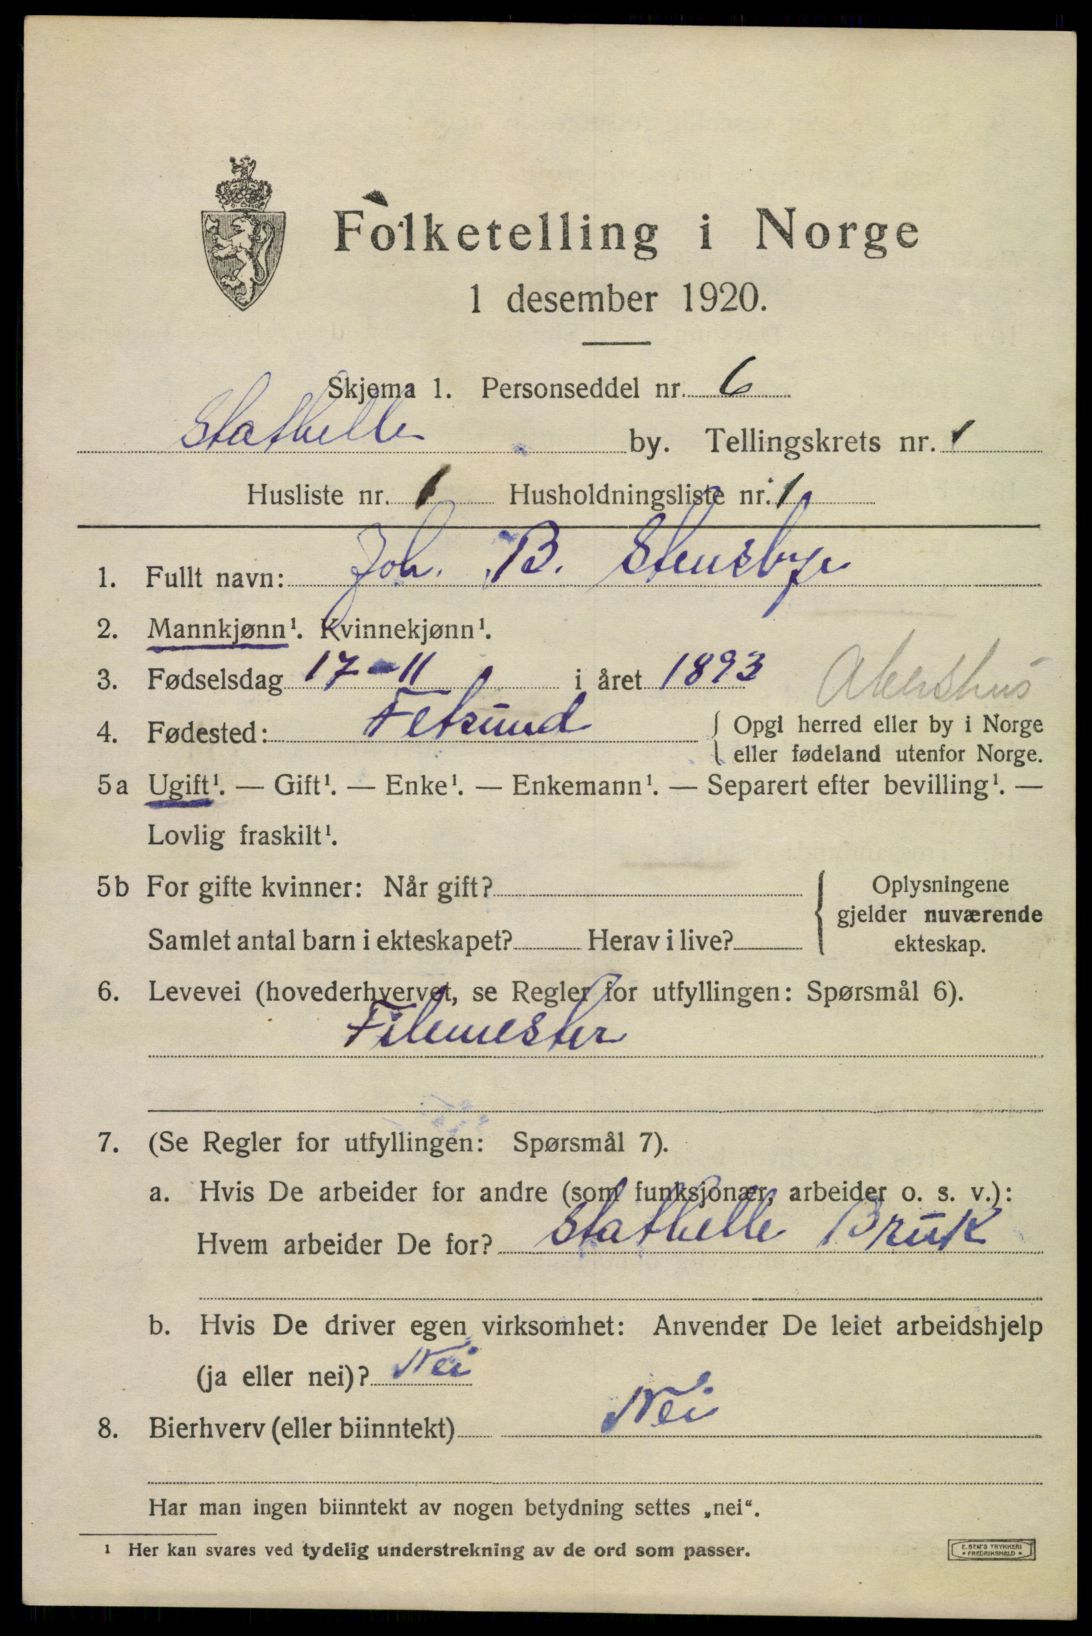 Folketelling i Norge
1 desember 1920.
Skjema 1. Personseddel nr. 6
Stathelle by. Tellingskrets nr. 1
Husliste nr. 1 Husholdningsliste nr. 1
1. Fullt navn: Joh. B. Stensbye
2. Mannkjønn¹. Kvinnekjønn¹.
3. Fødselsdag 17-11 i året 1893
Akershus
4. Fødested: Fetsund { Opgi herred eller by i Norge
eller fødeland utenfor Norge.
5a Ugift¹. — Gift¹. — Enke¹. — Enkemann¹. — Separert efter bevilling¹. —
Lovlig fraskilt¹.
5b For gifte kvinner: Når gift?
Samlet antal barn i ekteskapet? Herav i live?
{ Oplysningene
gjelder nuværende
ekteskap.
6. Levevei (hovederhvervet, se Regler for utfyllingen: Spørsmål 6).
Filemester
7. (Se Regler for utfyllingen: Spørsmål 7).
a. Hvis De arbeider for andre (som funksjonær, arbeider o. s. v.):
Hvem arbeider De for? Stathelle Bruk
b. Hvis De driver egen virksomhet: Anvender De leiet arbeidshjelp
(ja eller nei)? Nei
8. Bierhverv (eller biinntekt) Nei
Har man ingen biinntekt av nogen betydning settes „nei“.
¹ Her kan svares ved tydelig understrekning av de ord som passer.
E. SEM'S TRYKKERI
• FREDRIKSHALD •